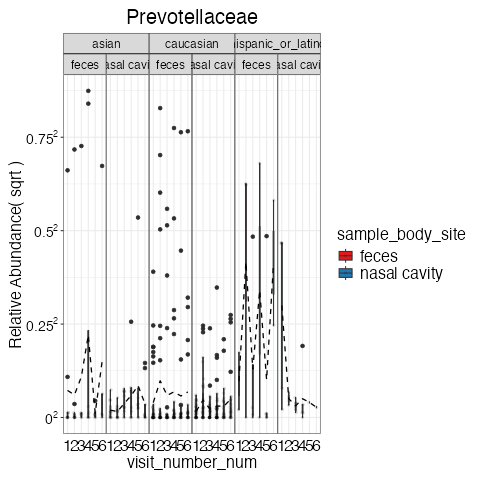 Prevotellaceae
asian caucasian hispanic_or_latino
feces nasal cavity feces nasal cavity feces nasal cavity
0.75²
0.5²
0.25²
0²
Relative Abundance( sqrt )
123456 123456 123456 123456 123456 123456
visit_number_num
sample_body_site
feces
nasal cavity